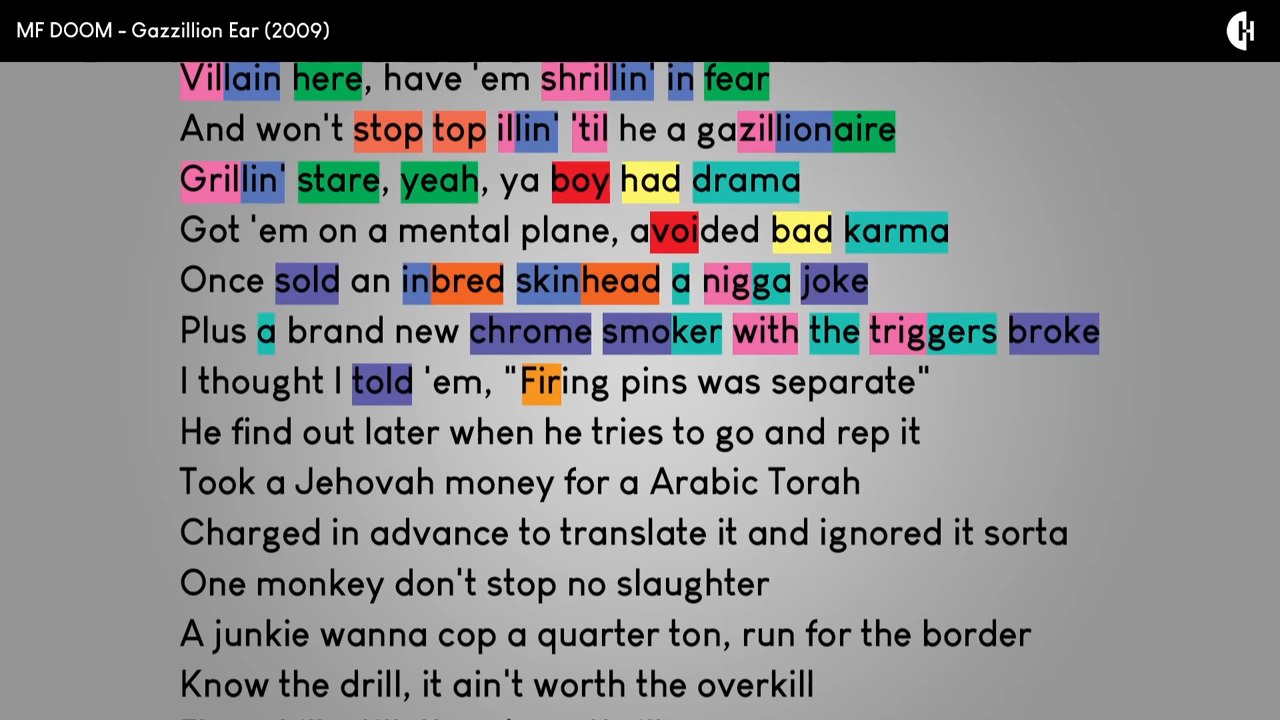 MF DOOM - Gazzillion Ear (2009)
Villain here, have 'em shrillin' in fear
And won't stop top illin' 'til he a gazillionaire
Grillin' stare, yeah, ya boy had drama
Got 'em on a mental plane, avoided bad karma
Once sold an inbred skinhead a nigga joke
Plus a brand new chrome smoker with the triggers broke
I thought I told 'em, "Firing pins was separate"
He find out later when he tries to go and rep it
Took a Jehovah money for a Arabic Torah
Charged in advance to translate it and ignored it sorta
One monkey don't stop no slaughter
A junkie wanna cop a quarter ton, run for the border
Know the drill, it ain't worth the overkill